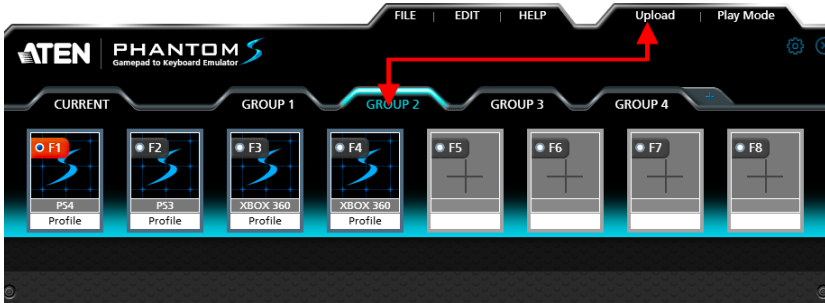 FILE | EDIT | HELP Upload | Play Mode
ATEN PHANTOM S
Gamepad to Keyboard Emulator
CURRENT GROUP 1 GROUP 2 GROUP 3 GROUP 4 +
F1 F2 F3 F4 F5 F6 F7 F8
PS4 PS3 XBOX 360 XBOX 360
Profile Profile Profile Profile